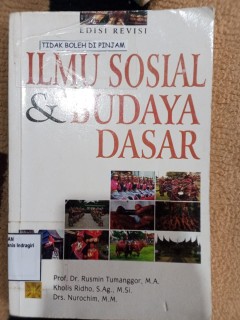 EDISI REVISI
TIDAK BOLEH DI PINJAM
ILMU SOSIAL
& BUDAYA
DASAR
Prof. Dr. Rusmin Tumanggor, M.A.
Kholis Ridho, S.Ag., M.Si.
Drs. Nurochim, M.M.
Indragiri